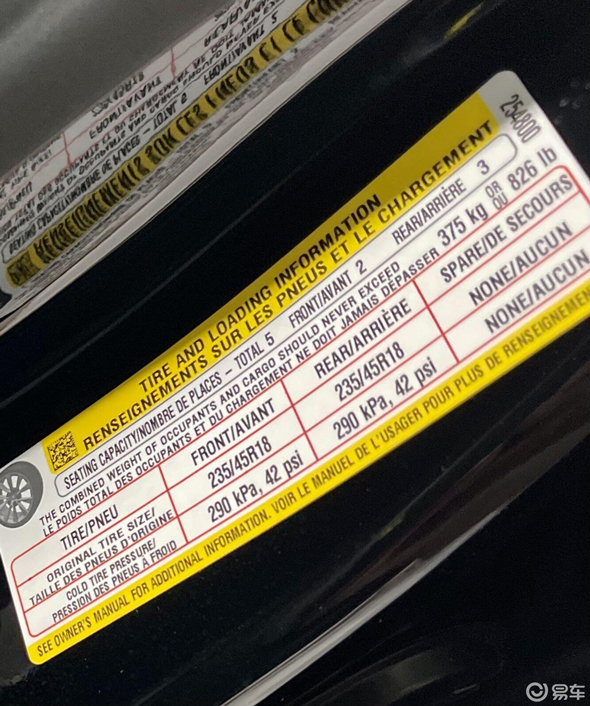 254800
TIRE AND LOADING INFORMATION
RENSEIGNEMENTS SUR LES PNEUS ET LE CHARGEMENT
SEATING CAPACITY/NOMBRE DE PLACES – TOTAL 5 FRONT/AVANT 2 REAR/ARRIÈRE 3
THE COMBINED WEIGHT OF OCCUPANTS AND CARGO SHOULD NEVER EXCEED
LE POIDS TOTAL DES OCCUPANTS ET DU CHARGEMENT NE DOIT JAMAIS DÉPASSER
375 kg OR OU 826 lb
TIRE/PNEU FRONT/AVANT REAR/ARRIÈRE SPARE/DE SECOURS
ORIGINAL TIRE SIZE/
TAILLE DES PNEUS D'ORIGINE 235/45R18 235/45R18 NONE/AUCUN
COLD TIRE PRESSURE/
PRESSION DES PNEUS À FROID 290 kPa, 42 psi 290 kPa, 42 psi NONE/AUCUN
SEE OWNER'S MANUAL FOR ADDITIONAL INFORMATION. VOIR LE MANUEL DE L'USAGER POUR PLUS DE RENSEIGNEMEN
易车